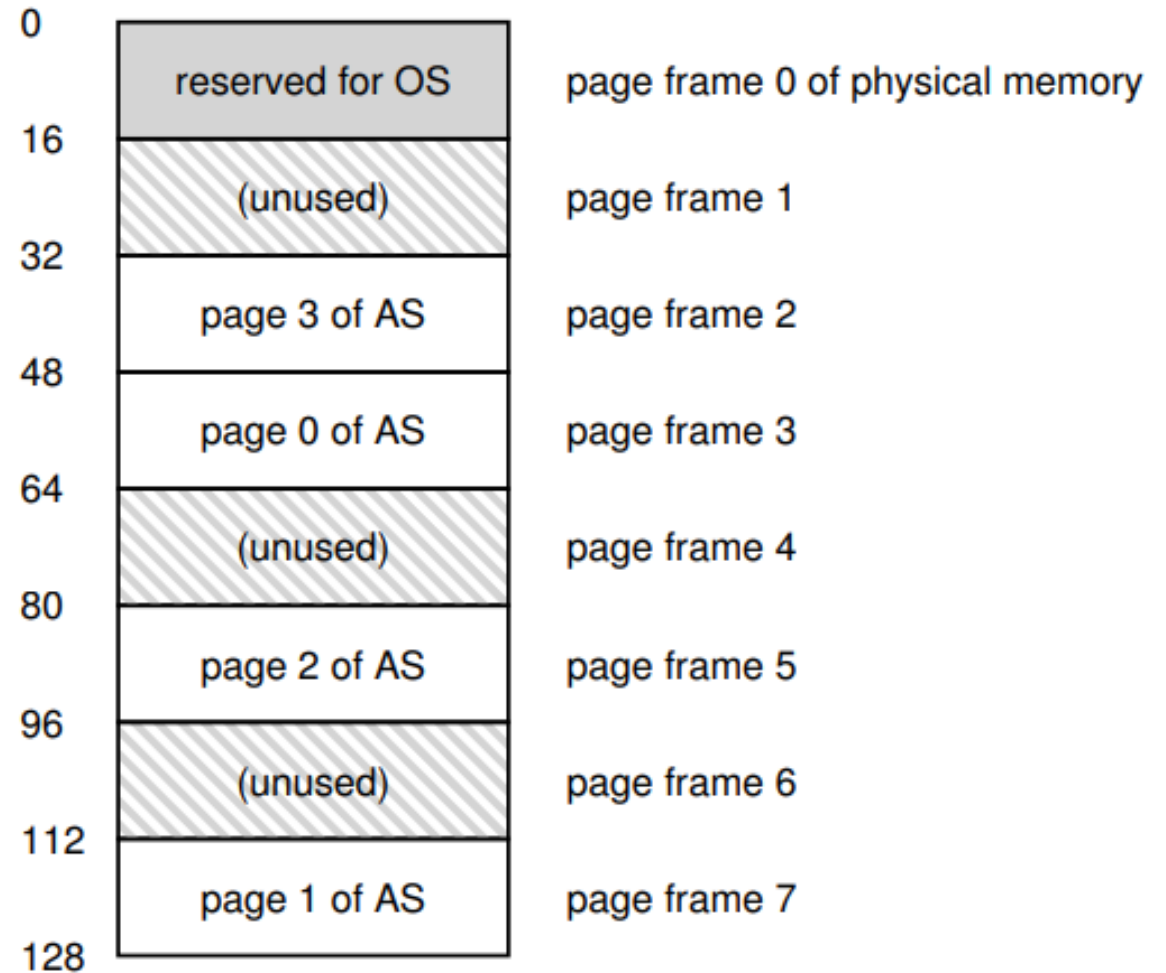 0
reserved for OS page frame 0 of physical memory
16
(unused) page frame 1
32
page 3 of AS page frame 2
48
page 0 of AS page frame 3
64
(unused) page frame 4
80
page 2 of AS page frame 5
96
(unused) page frame 6
112
page 1 of AS page frame 7
128